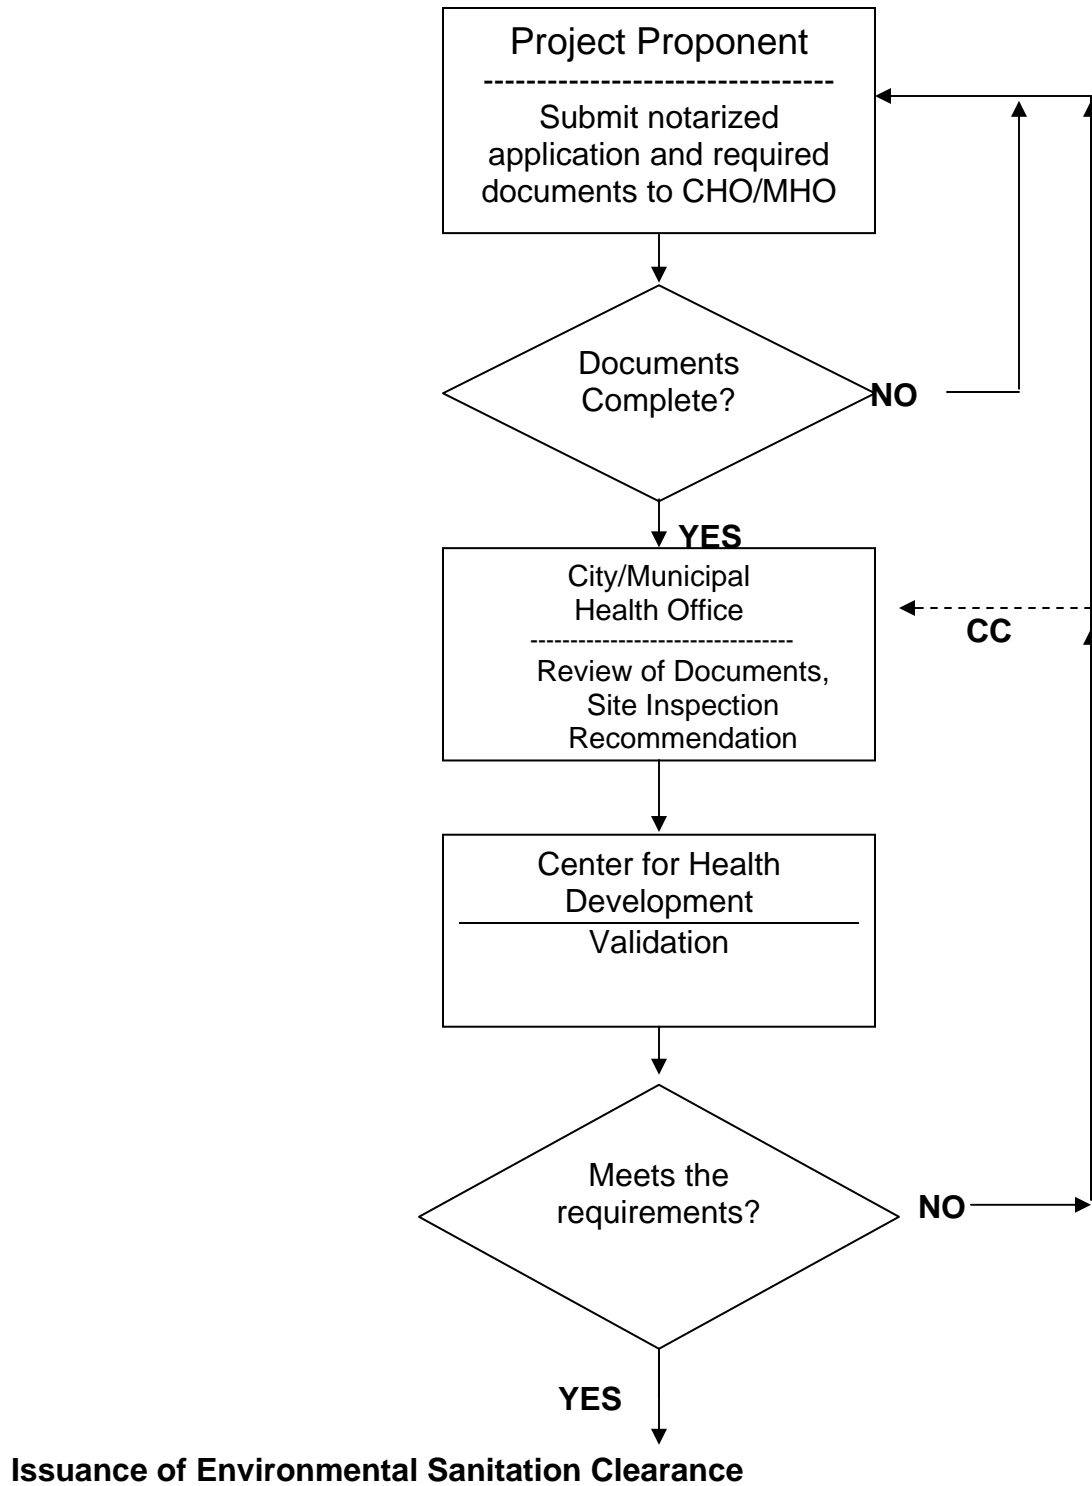 Project Proponent
---------------------------------
Submit notarized
application and required
documents to CHO/MHO
Documents
Complete?
NO
YES
City/Municipal
Health Office
---------------------------------
CC
Review of Documents,
Site Inspection
Recommendation
Center for Health
Development
Validation
Meets the
requirements?
NO
YES
Issuance of Environmental Sanitation Clearance